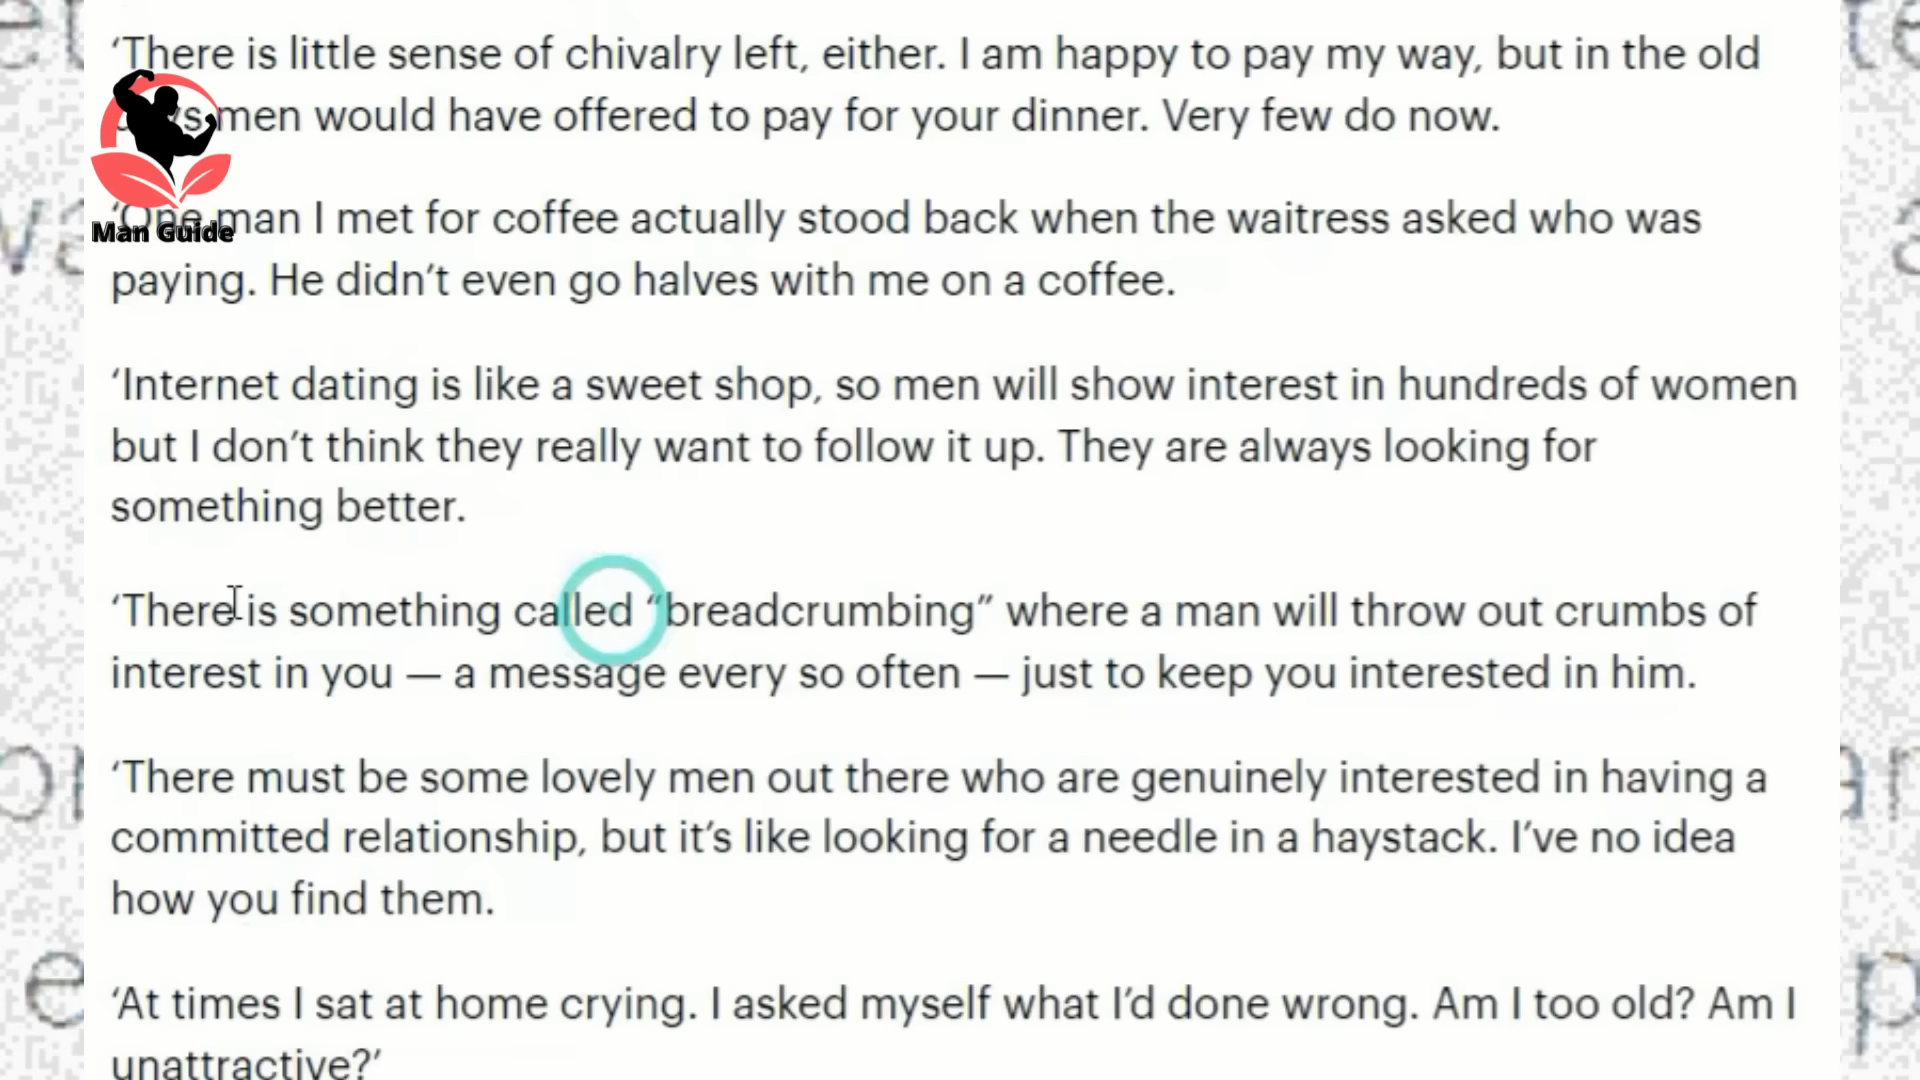 ‘There is little sense of chivalry left, either. I am happy to pay my way, but in the old
men would have offered to pay for your dinner. Very few do now.
‘One man I met for coffee actually stood back when the waitress asked who was
Man Guide
paying. He didn’t even go halves with me on a coffee.
‘Internet dating is like a sweet shop, so men will show interest in hundreds of women
but I don’t think they really want to follow it up. They are always looking for
something better.
‘There is something called “breadcrumbing” where a man will throw out crumbs of
interest in you — a message every so often — just to keep you interested in him.
‘There must be some lovely men out there who are genuinely interested in having a
committed relationship, but it’s like looking for a needle in a haystack. I’ve no idea
how you find them.
‘At times I sat at home crying. I asked myself what I’d done wrong. Am I too old? Am I
unattractive?’